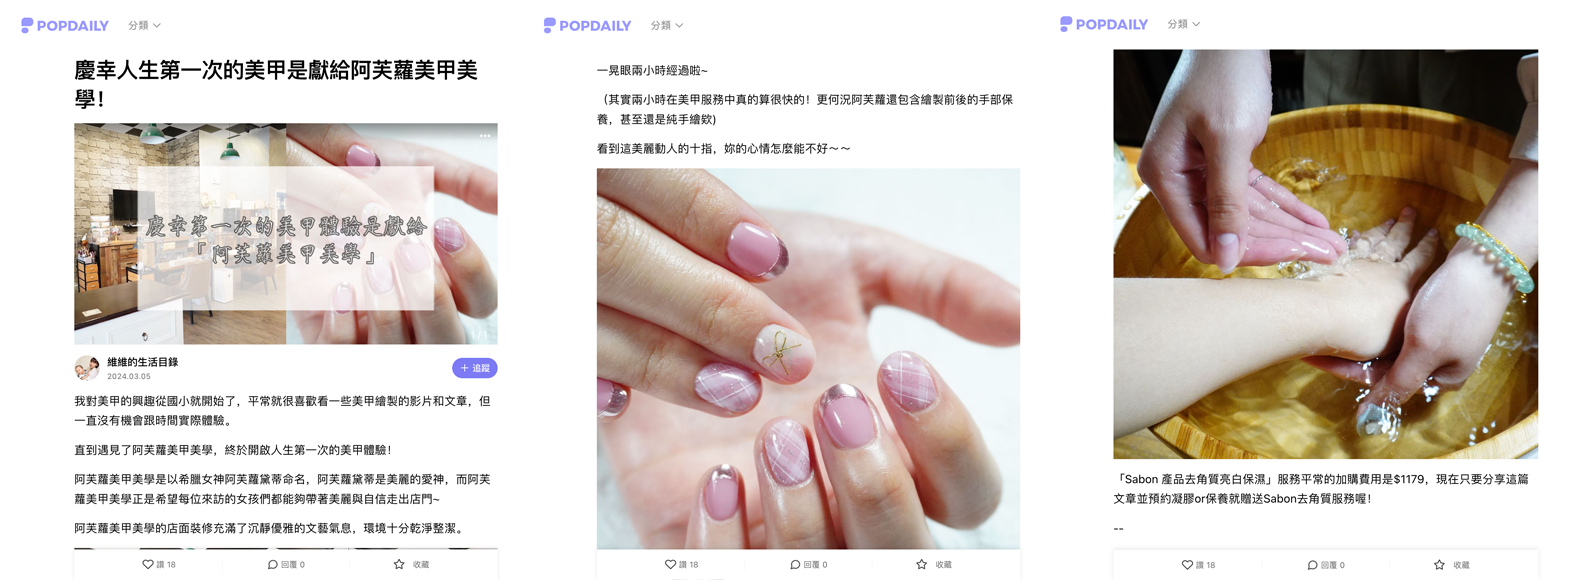 POPDAILY 分類
慶幸人生第一次的美甲是獻給阿芙蘿美甲美
學！
慶幸第一次的美甲體驗是獻給
「阿芙蘿美甲美學」
維維的生活目錄
2024.03.05
+ 追蹤
我對美甲的興趣從國小就開始了，平常就很喜歡看一些美甲繪製的影片和文章，但
一直沒有機會跟時間實際體驗。
直到遇見了阿芙蘿美甲美學，終於開啟人生第一次的美甲體驗！
阿芙蘿美甲美學是以希臘女神阿芙蘿黛蒂命名，阿芙蘿黛蒂是美麗的愛神，而阿芙
蘿美甲美學正是希望每位來訪的女孩們都能夠帶著美麗與自信走出店門~
阿芙蘿美甲美學的店面裝修充滿了沉靜優雅的文藝氣息，環境十分乾淨整潔。
讚 18 回覆 0 收藏
POPDAILY 分類
一晃眼兩小時經過啦~
（其實兩小時在美甲服務中真的算很快的！更何況阿芙蘿還包含繪製前後的手部保
養，甚至還是純手繪欸)
看到這美麗動人的十指，妳的心情怎麼能不好～～
讚 18 回覆 0 收藏
POPDAILY 分類
「Sabon 產品去角質亮白保濕」服務平常的加購費用是$1179，現在只要分享這篇
文章並預約凝膠or保養就贈送Sabon去角質服務喔！
--
讚 18 回覆 0 收藏